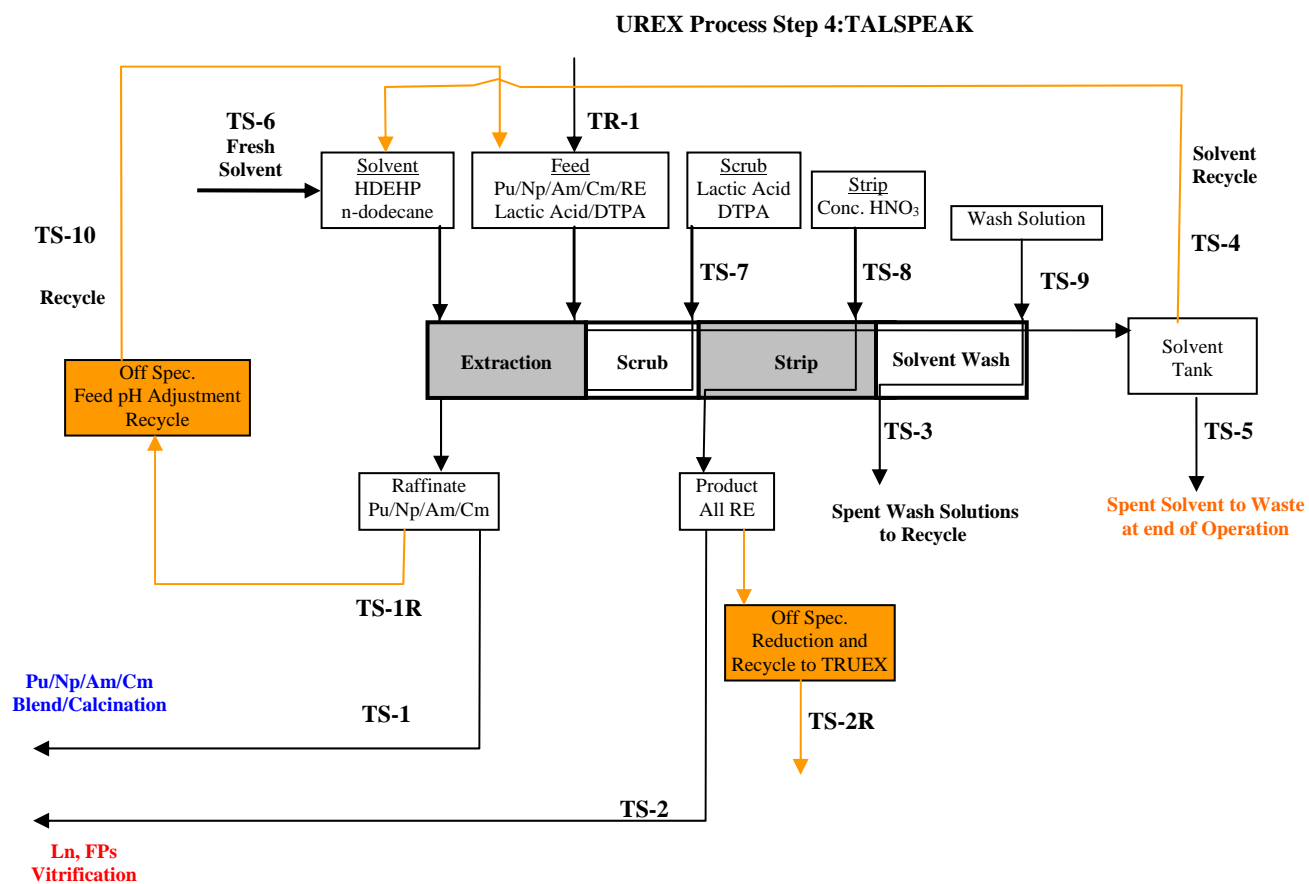 UREX Process Step 4:TALSPEAK
TS-6
Fresh
Solvent
TR-1
Solvent
HDEHP
n-dodecane
Feed
Pu/Np/Am/Cm/RE
Lactic Acid/DTPA
Scrub
Lactic Acid
DTPA
Strip
Conc. HNO₃
Wash Solution
Solvent
Recycle
TS-4
TS-10
Recycle
TS-7
TS-8
TS-9
Extraction
Scrub
Strip
Solvent Wash
Solvent
Tank
Off Spec.
Feed pH Adjustment
Recycle
TS-3
TS-5
Raffinate
Pu/Np/Am/Cm
Product
All RE
Spent Wash Solutions
to Recycle
Spent Solvent to Waste
at end of Operation
TS-1R
Off Spec.
Reduction and
Recycle to TRUEX
Pu/Np/Am/Cm
Blend/Calcination
TS-1
TS-2R
TS-2
Ln, FPs
Vitrification